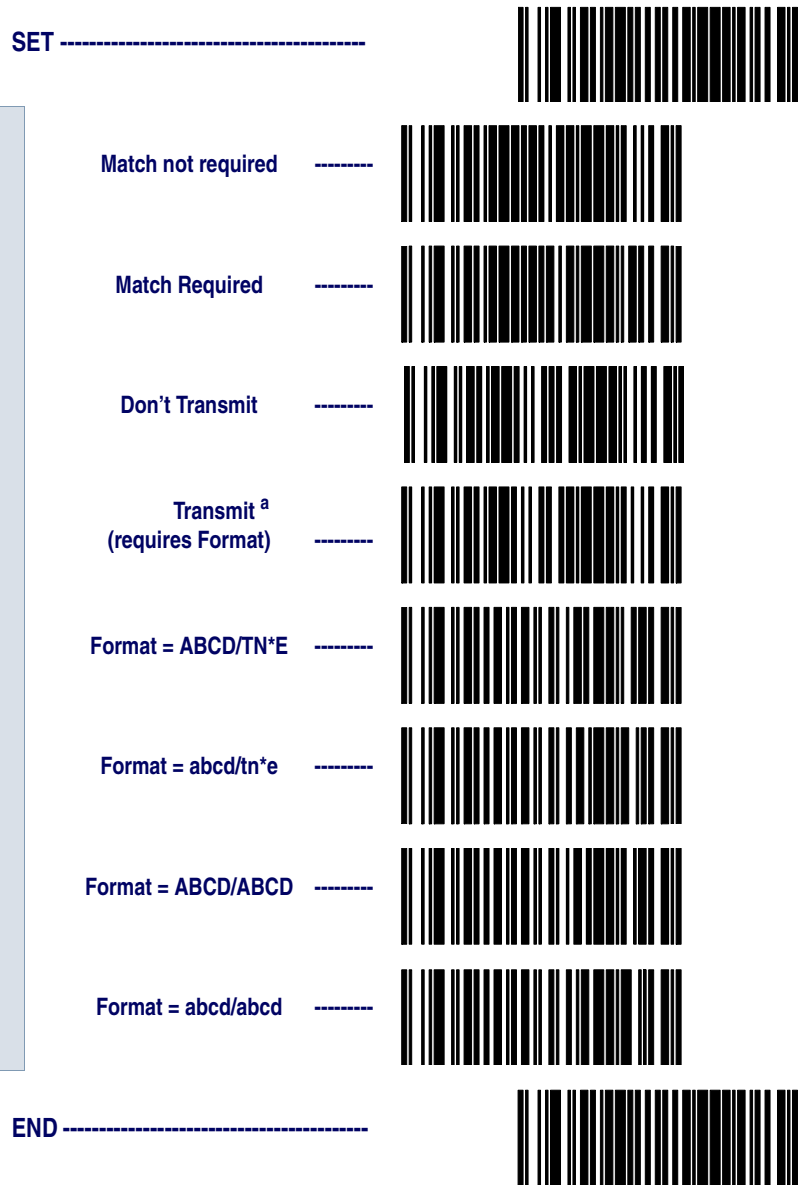 SET ------------------------------------------
Match not required ---------
Match Required ---------
Don't Transmit ---------
Transmit a
(requires Format) ---------
Format = ABCD/TN*E ---------
Format = abcd/tn*e ---------
Format = ABCD/ABCD ---------
Format = abcd/abcd ---------
END ------------------------------------------